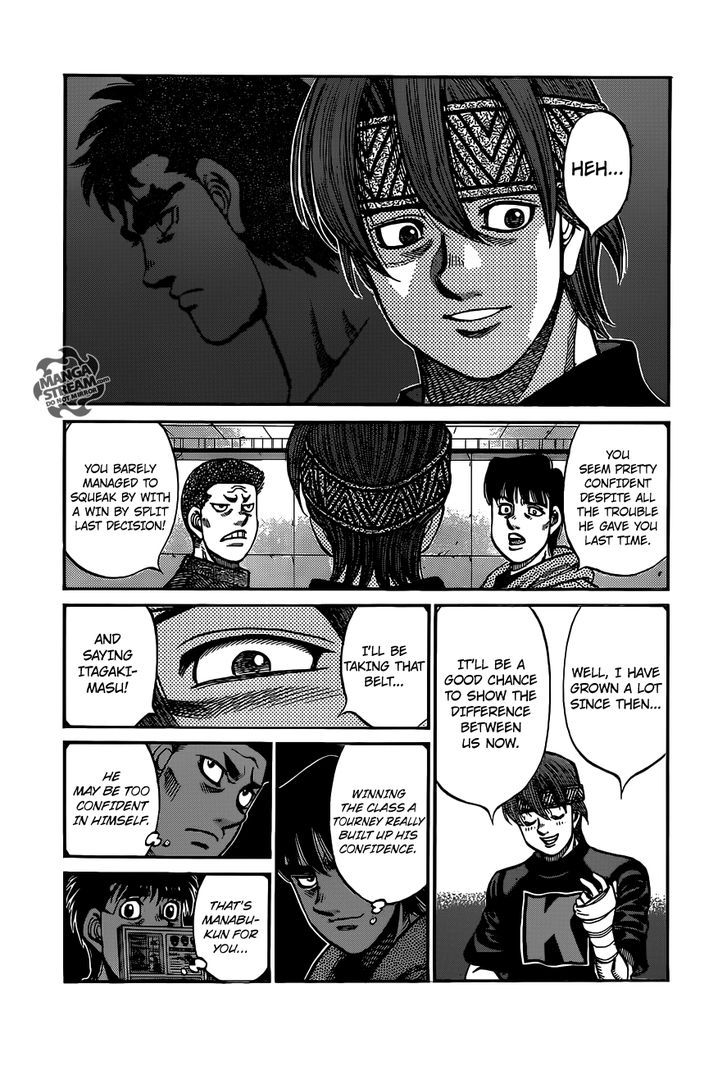 HEH...
MANGA
STREAM.com
DO NOT MIRROR!
YOU
SEEM PRETTY
CONFIDENT
DESPITE ALL
THE TROUBLE
HE GAVE YOU
LAST TIME.
YOU BARELY
MANAGED TO
SQUEAK BY WITH
A WIN BY SPLIT
LAST DECISION!
WELL, I HAVE
GROWN A LOT
SINCE THEN...
IT'LL BE A
GOOD CHANCE
TO SHOW THE
DIFFERENCE
BETWEEN
US NOW.
K
I'LL BE
TAKING THAT
BELT...
AND
SAYING
ITAGAKI-
MASU!
WINNING
THE CLASS A
TOURNEY REALLY
BUILT UP HIS
CONFIDENCE.
HE
MAY BE TOO
CONFIDENT
IN HIMSELF.
THAT'S
MANABU-
KUN FOR
YOU...